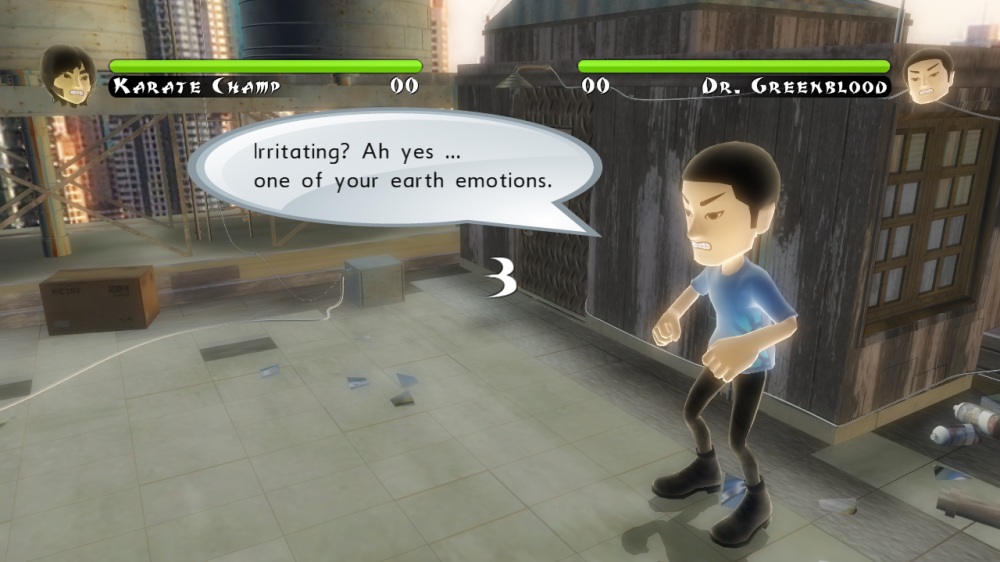 Karate Champ 00
00 Dr. Greenblood
Irritating? Ah yes ...
one of your earth emotions.
3